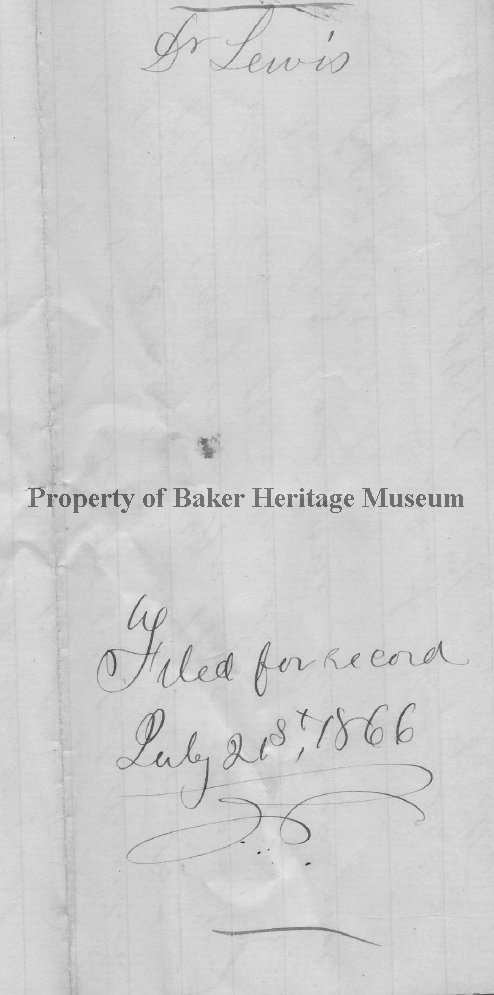 Dr Lewis
Property of Baker Heritage Museum
Filed for record
July 21st, 1866